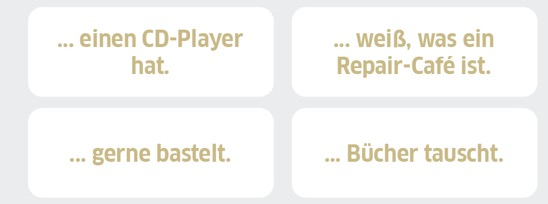 ... einen CD-Player
hat.
... weiß, was ein
Repair-Café ist.
... gerne bastelt.
... Bücher tauscht.